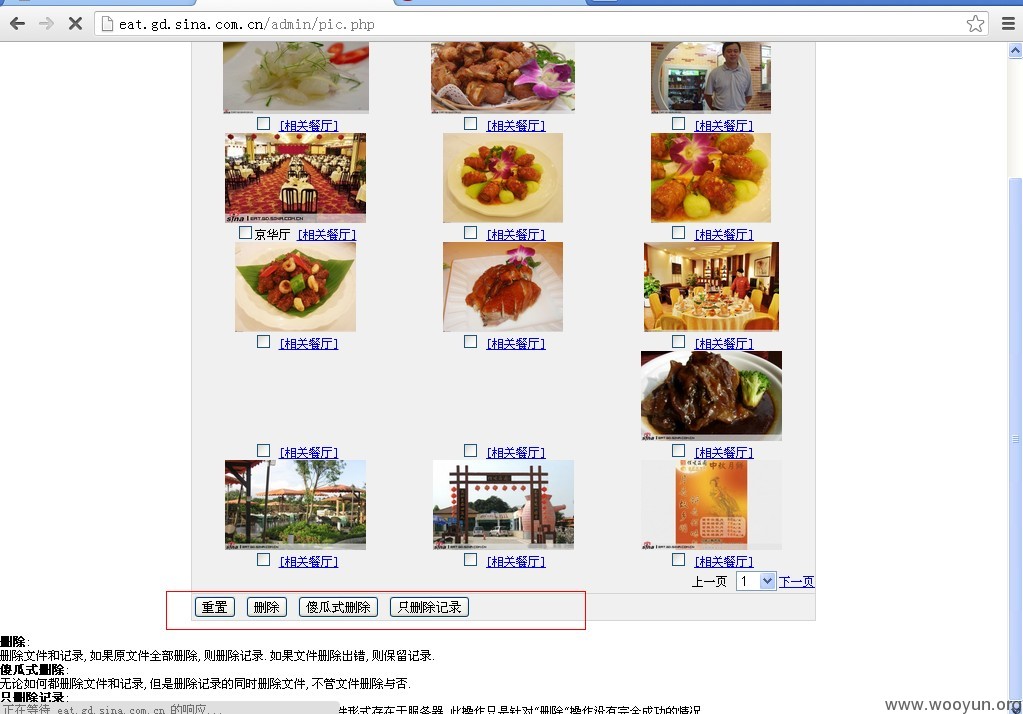 eat.gd.sina.com.cn/admin/pic.php
[相关餐厅] [相关餐厅] [相关餐厅]
sina EAT.GD.SINA.COM.CN
京华厅 [相关餐厅] [相关餐厅] [相关餐厅]
[相关餐厅] [相关餐厅] [相关餐厅]
[相关餐厅] [相关餐厅] [相关餐厅]
中秋月饼
[相关餐厅] [相关餐厅] [相关餐厅]
上一页 1 下一页
重置 删除 傻瓜式删除 只删除记录
删除:
删除文件和记录, 如果原文件全部删除, 则删除记录. 如果文件删除出错, 则保留记录.
傻瓜式删除:
无论如何都删除文件和记录, 但是删除记录的同时删除文件, 不管文件删除与否.
只删除记录:
正在等待 eat.gd.sina.com.cn 的响应... 件形式存在于服务器. 此操作只是针对“删除”操作没有完全成功的情况
www.wooyun.org